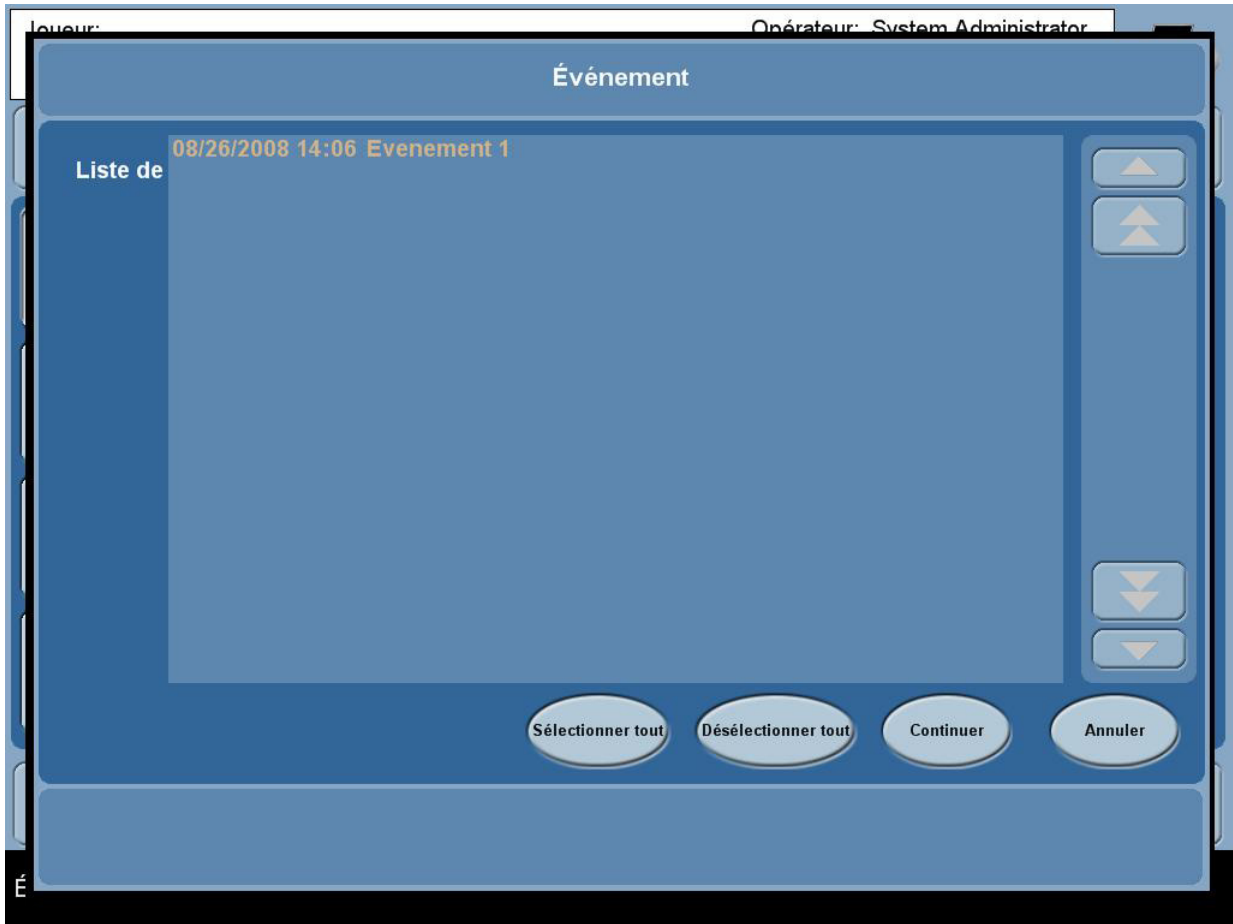 Joueur:
Opérateur: System Administrator
Événement
Liste de
08/26/2008 14:06 Evenement 1
Sélectionner tout
Désélectionner tout
Continuer
Annuler
É